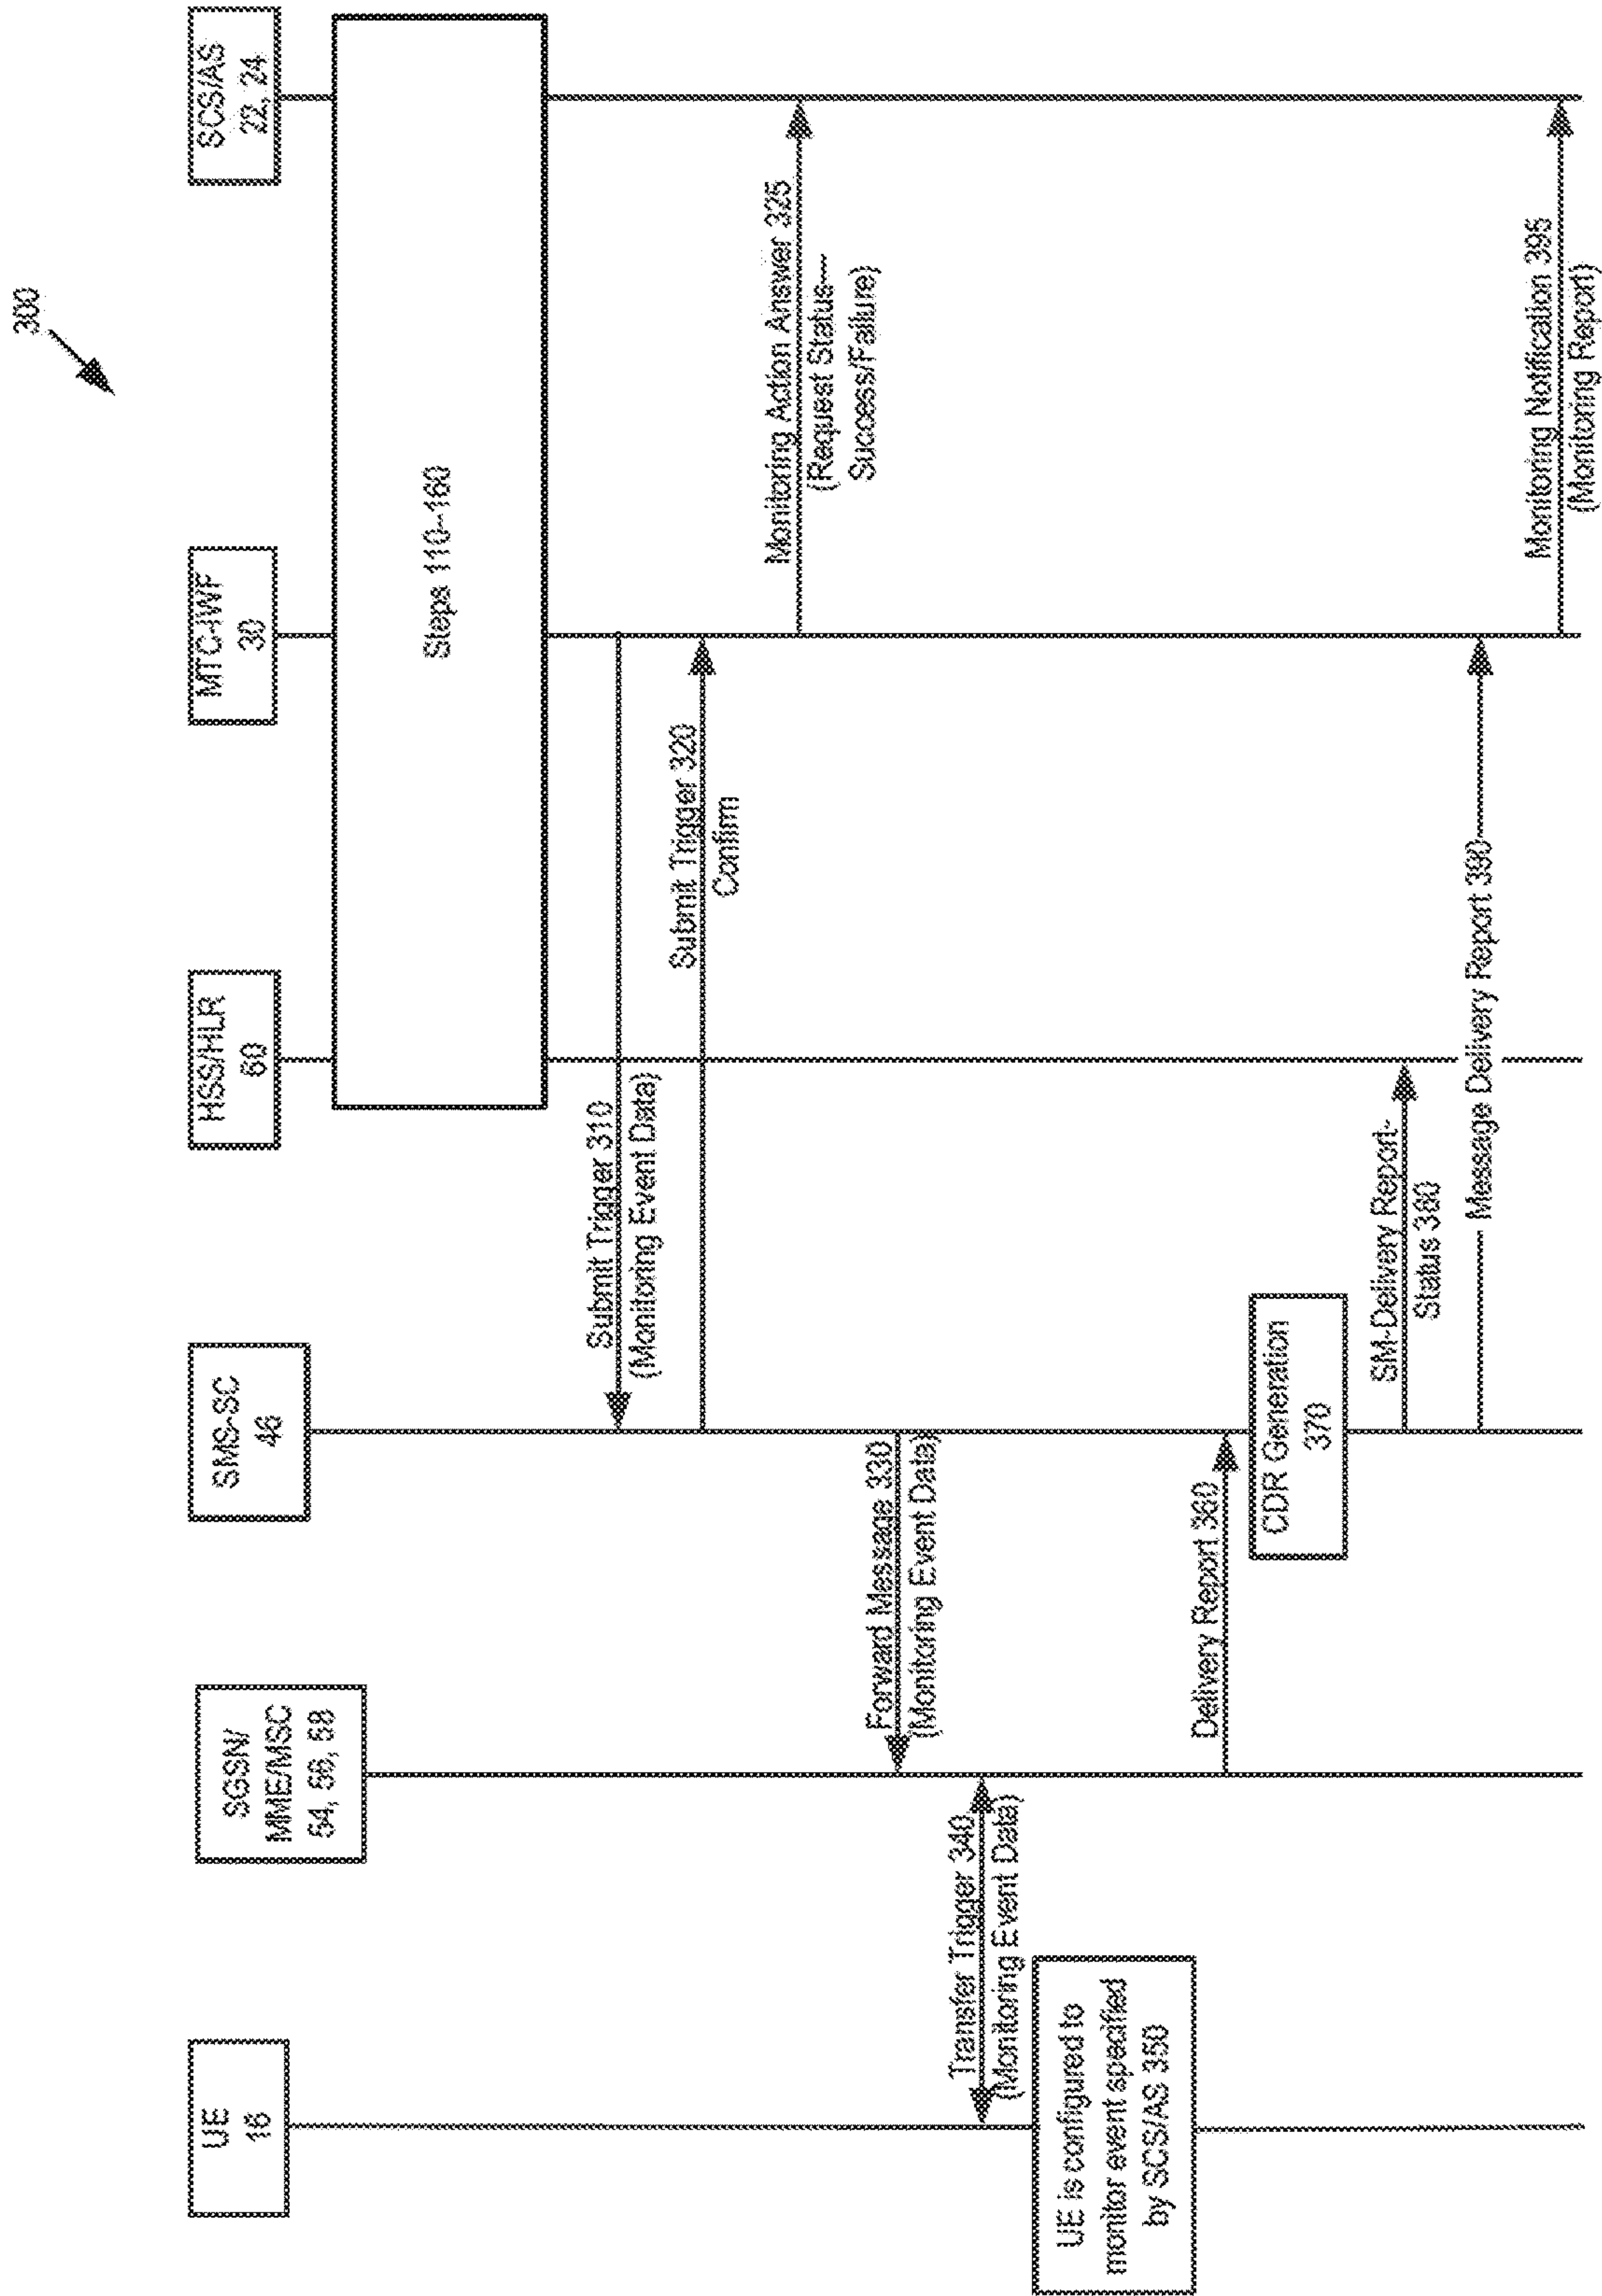 300
UE
16
SGSN/
MME/MSC
54, 56, 58
SMS-SC
46
HSS/HLR
60
MTC-IWF
30
SCS/AS
22, 24
Steps 110-160
Submit Trigger 310
(Monitoring Event Data)
Submit Trigger 320
Confirm
Monitoring Action Answer 325
(Request Status—
Success/Failure)
Forward Message 330
(Monitoring Event Data)
Transfer Trigger 340
(Monitoring Event Data)
UE is configured to
monitor event specified
by SCS/AS 350
Delivery Report 360
CDR Generation
370
SM-Delivery Report-
Status 380
Message Delivery Report 390
Monitoring Notification 395
(Monitoring Report)